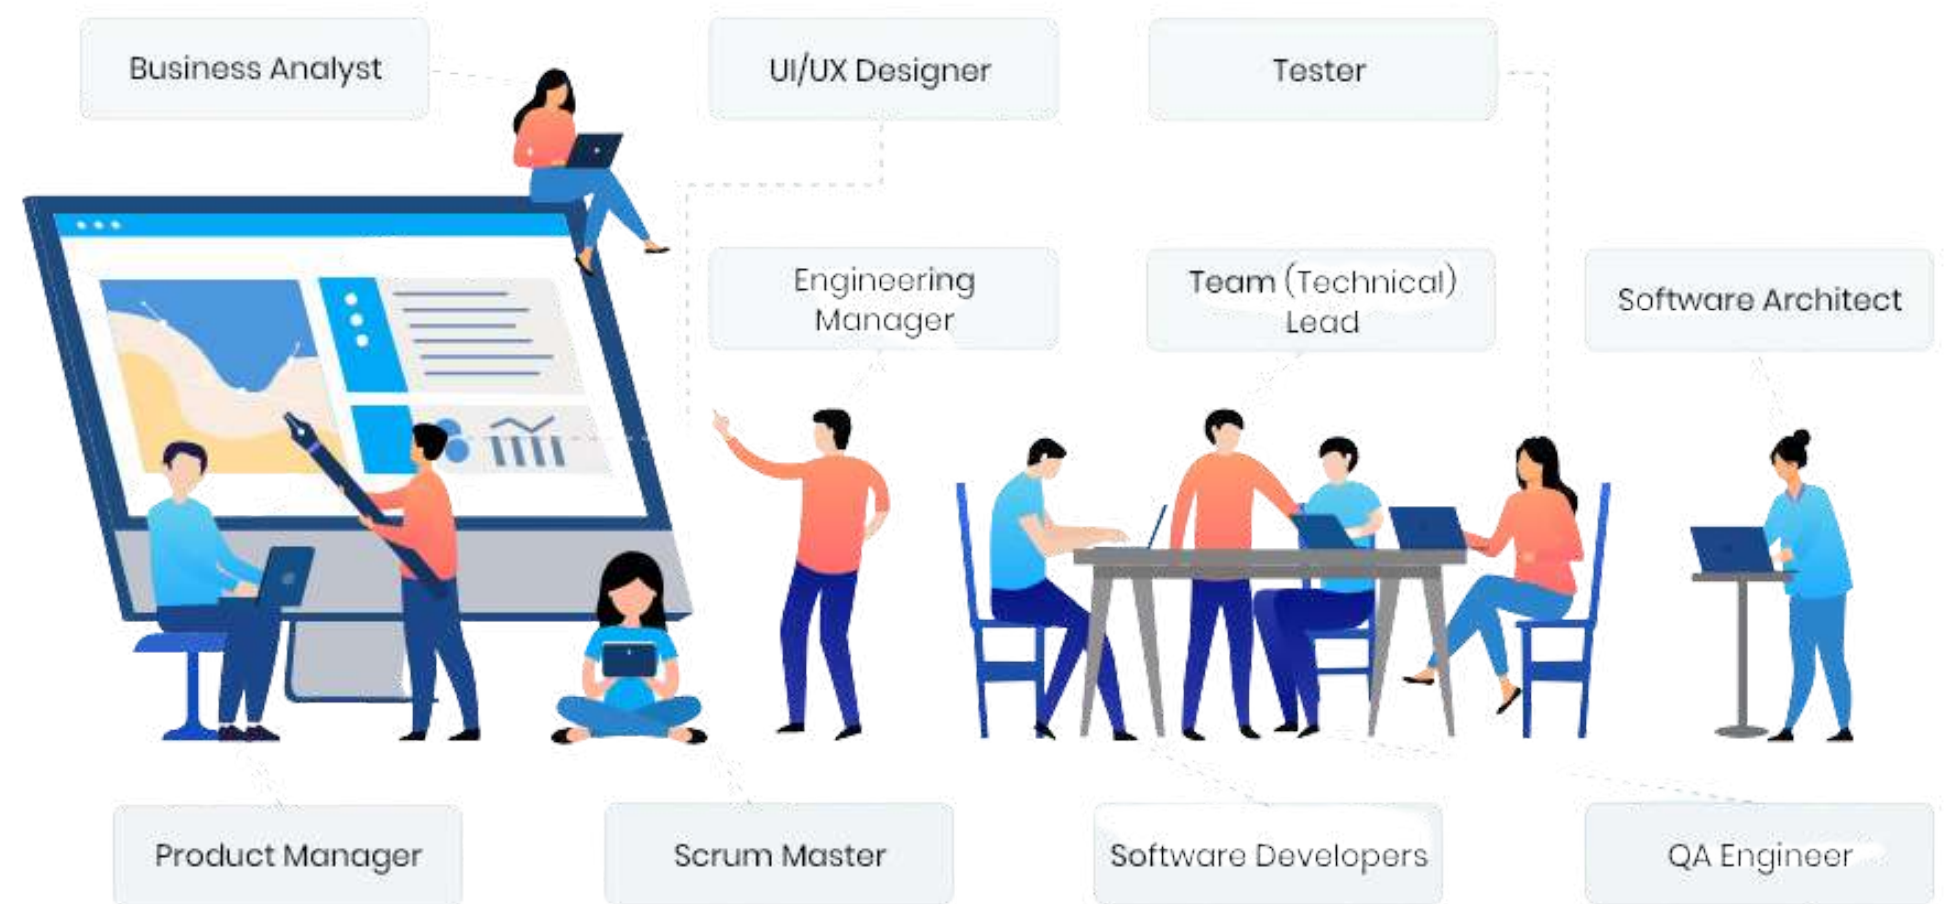 Business Analyst
UI/UX Designer
Tester
Engineering
Manager
Team (Technical)
Lead
Software Architect
Product Manager
Scrum Master
Software Developers
QA Engineer